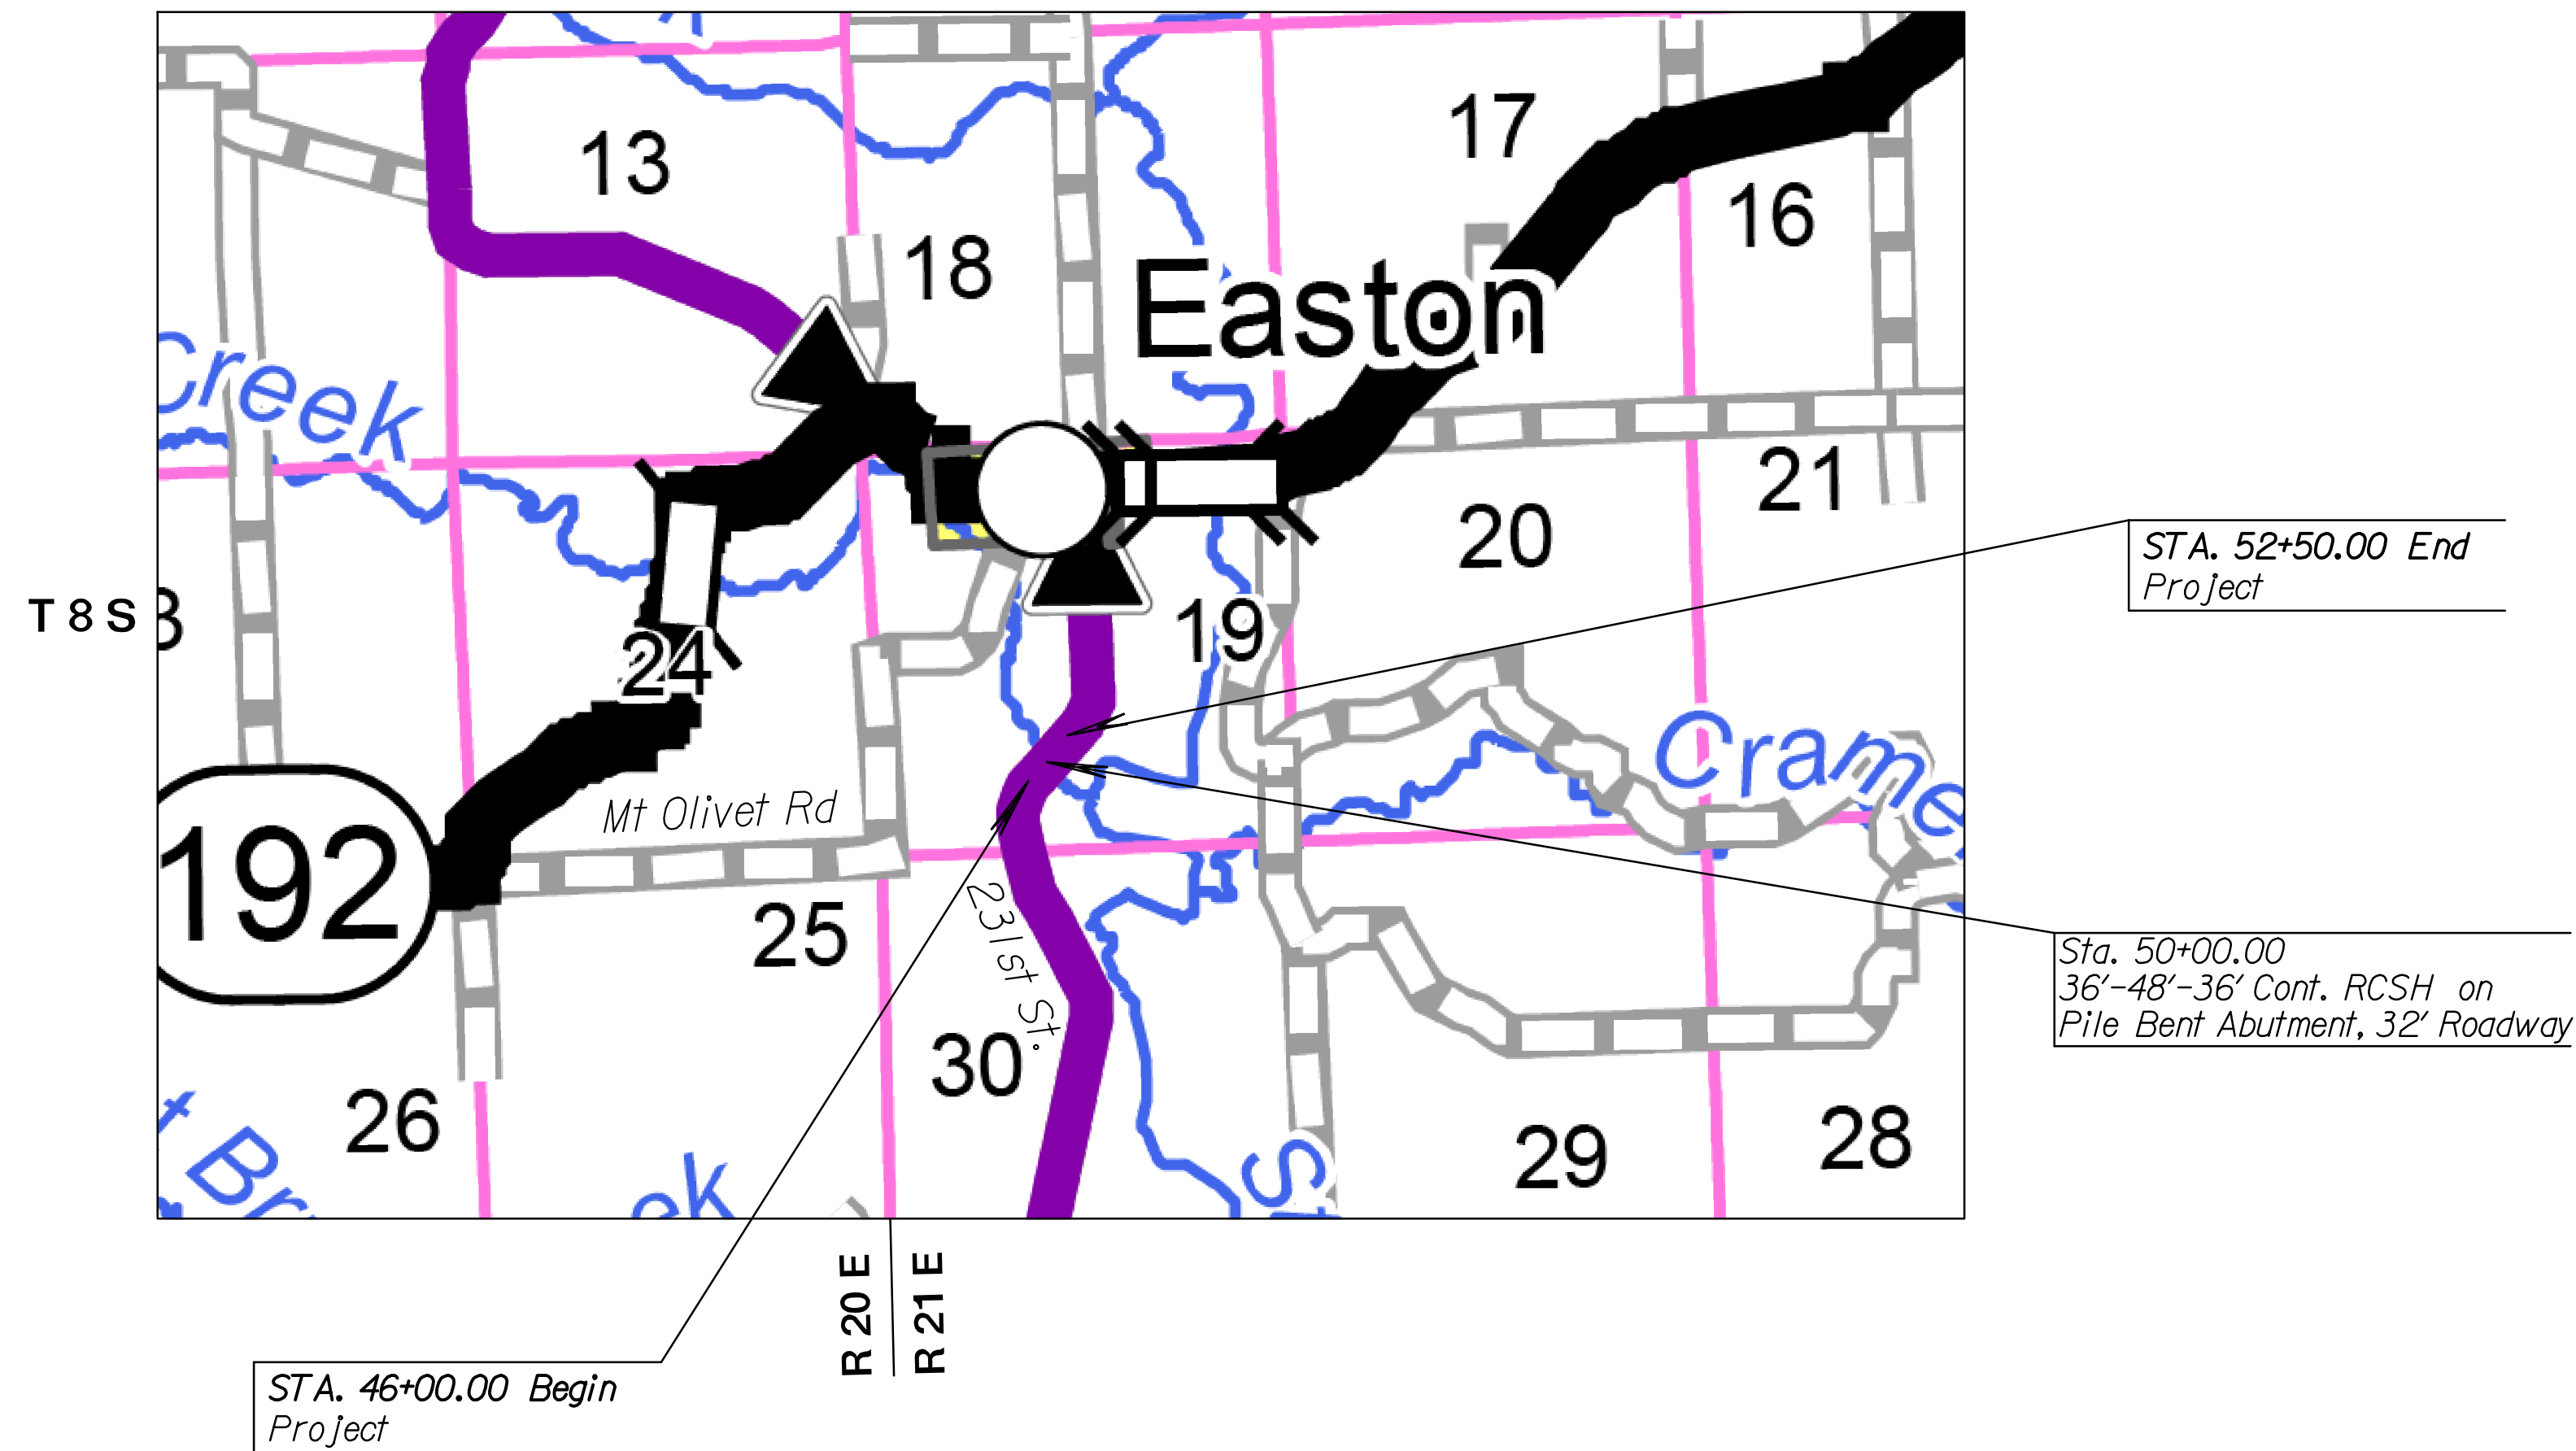 13
17
16
18
Easton
Creek
21
20
STA. 52+50.00 End
Project
T 8 S
19
24
Mt Olivet Rd
192
25
231st St.
Sta. 50+00.00
36'-48'-36' Cont. RCSH on
Pile Bent Abutment, 32' Roadway
30
26
29
28
R 20 E
R 21 E
STA. 46+00.00 Begin
Project